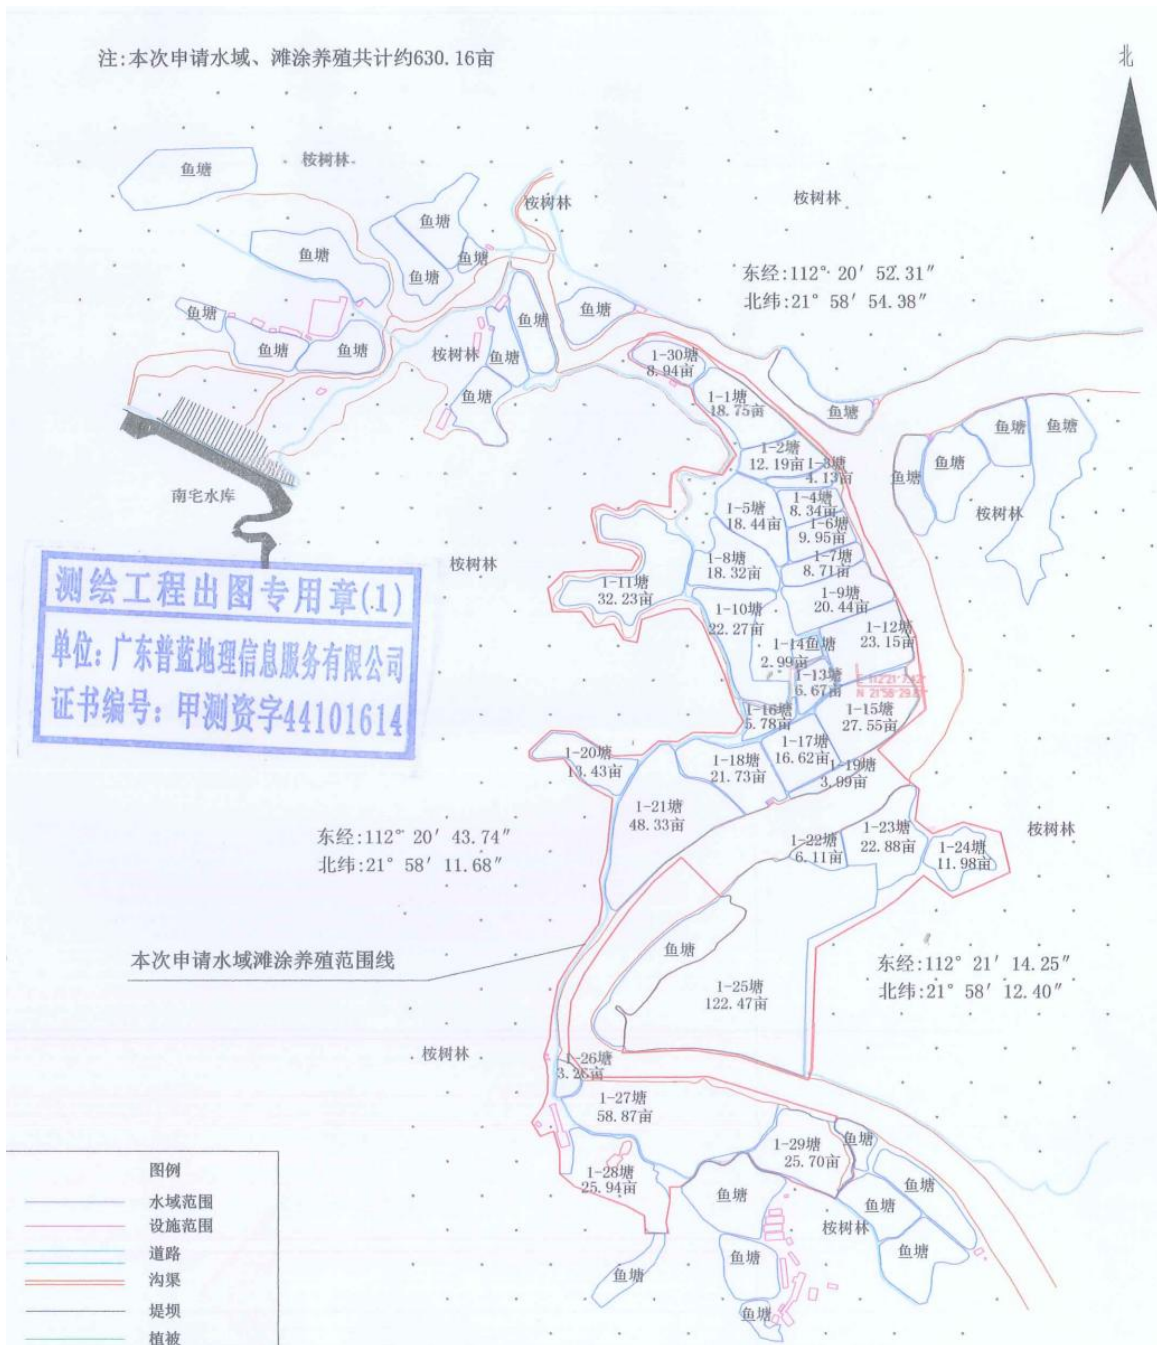 注:本次申请水域、滩涂养殖共计约630.16亩
北
鱼塘
桉树林
桉树林
桉树林
鱼塘
鱼塘
鱼塘
鱼塘
鱼塘
东经:112° 20′ 52.31″
北纬:21° 58′ 54.38″
鱼塘
鱼塘
鱼塘
鱼塘
鱼塘
桉树林
鱼塘
鱼塘
1-30塘
8.94亩
1-1塘
18.75亩
鱼塘
鱼塘
鱼塘
鱼塘
鱼塘
1-2塘
12.19亩
1-3塘
4.13亩
南宅水库
1-4塘
8.34亩
1-5塘
18.44亩
1-6塘
9.95亩
桉树林
桉树林
1-7塘
8.71亩
1-8塘
18.32亩
1-11塘
32.23亩
1-9塘
20.44亩
1-10塘
22.27亩
1-12塘
23.15亩
1-14鱼塘
2.99亩
1-13塘
6.67亩
E 112°21′7.42″
测绘工程出图专用章(1)
单位：广东普蓝地理信息服务有限公司
证书编号：甲测资字44101614
1-16塘
5.78亩
1-15塘
27.55亩
1-17塘
16.62亩
1-20塘
13.43亩
1-18塘
21.73亩
1-19塘
3.99亩
1-21塘
48.33亩
东经:112° 20′ 43.74″
北纬:21° 58′ 11.68″
1-22塘
6.11亩
1-23塘
22.88亩
桉树林
1-24塘
11.98亩
本次申请水域滩涂养殖范围线
鱼塘
东经:112° 21′ 14.25″
北纬:21° 58′ 12.40″
1-25塘
122.47亩
桉树林
1-26塘
3.26亩
1-27塘
58.87亩
1-29塘
25.70亩
鱼塘
1-28塘
25.94亩
鱼塘
鱼塘
鱼塘
桉树林
鱼塘
鱼塘
鱼塘
鱼塘
图例
水域范围
设施范围
道路
沟渠
堤坝
植被